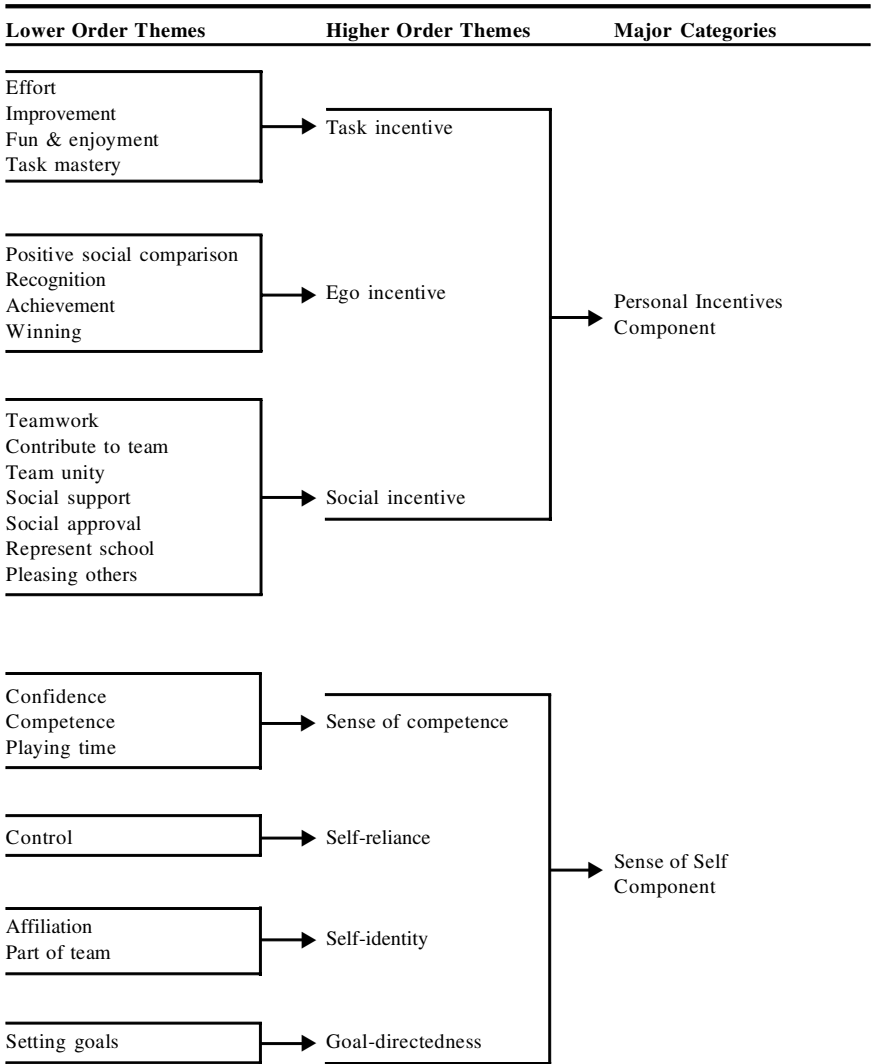 Lower Order Themes Higher Order Themes Major Categories
Effort
Improvement
Fun & enjoyment
Task mastery
Task incentive
Positive social comparison
Recognition
Achievement
Winning
Ego incentive
Teamwork
Contribute to team
Team unity
Social support
Social approval
Represent school
Pleasing others
Social incentive
Personal Incentives
Component
Confidence
Competence
Playing time
Sense of competence
Control
Self-reliance
Affiliation
Part of team
Self-identity
Setting goals
Goal-directedness
Sense of Self
Component